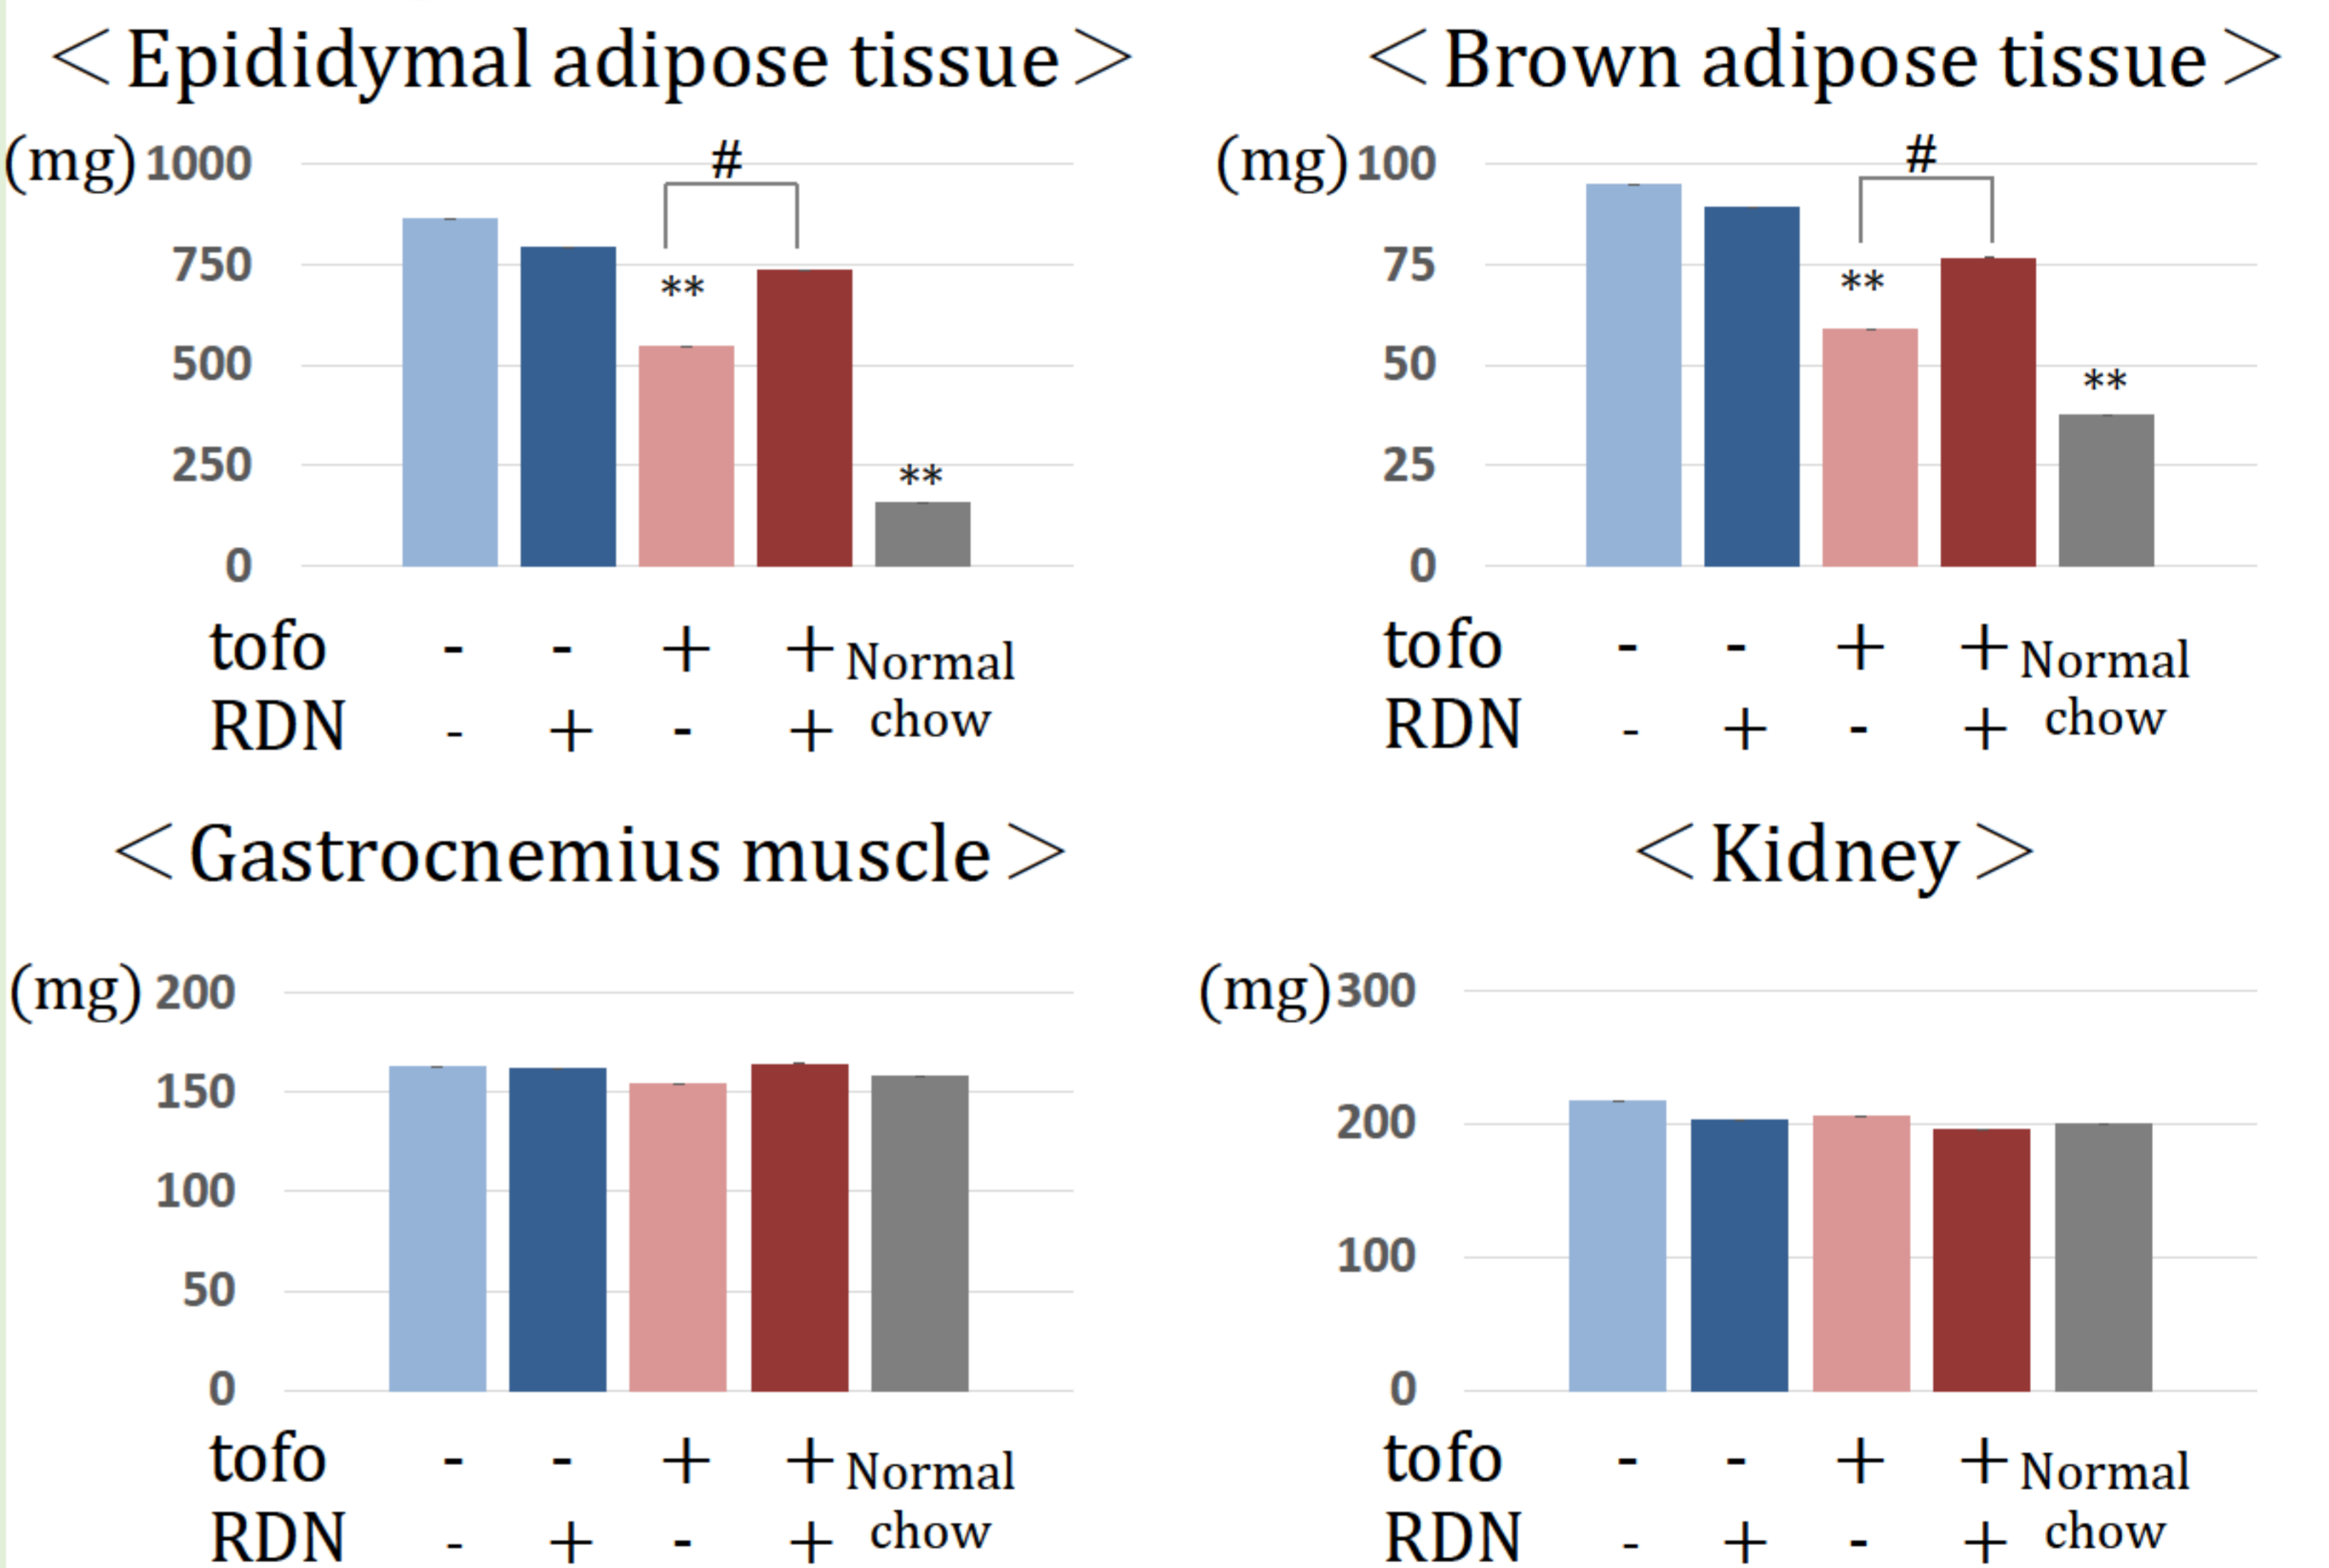 <Epididymal adipose tissue>
(mg) 1000
#
750
**
500
**
250
0
tofo - - + + Normal
RDN - + - + chow
<Brown adipose tissue>
(mg) 100
#
75
**
50
**
25
0
tofo - - + + Normal
RDN - + - + chow
<Gastrocnemius muscle>
(mg) 200
150
100
50
0
tofo - - + + Normal
RDN - + - + chow
<Kidney>
(mg) 300
200
100
0
tofo - - + + Normal
RDN - + - + chow